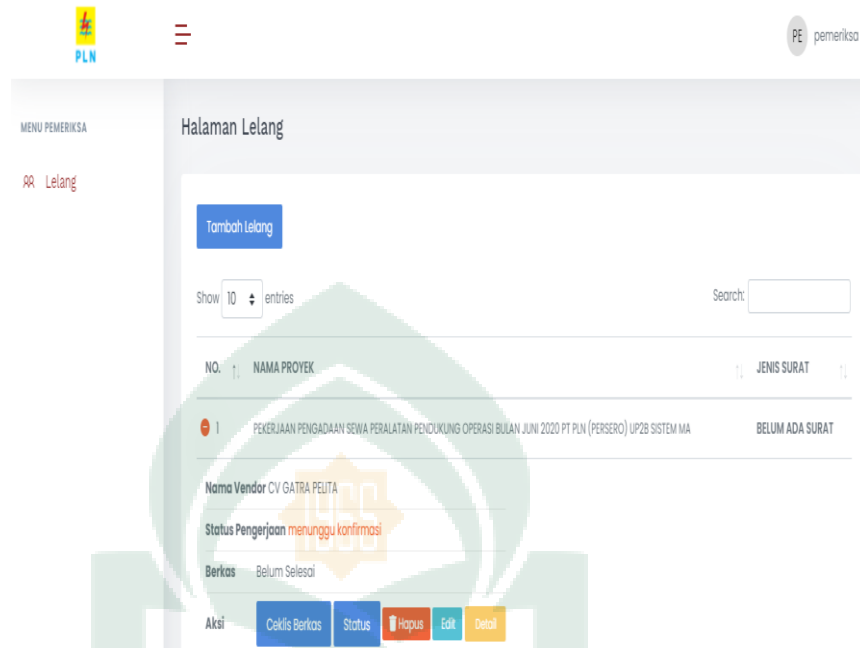 PLN
PE pemeriksa
MENU PEMERIKSA
Halaman Lelang
Lelang
Tambah Lelang
Show 10 entries Search:
NO. NAMA PROYEK JENIS SURAT
1 PEKERJAAN PENGADAAN SEWA PERALATAN PENDUKUNG OPERASI BULAN JUNI 2020 PT PLN (PERSERO) UP2B SISTEM MA BELUM ADA SURAT
Nama Vendor CV GATRA PELITA
1965
Status Pengerjaan menunggu konfirmasi
Berkas Belum Selesai
Aksi Ceklis Berkas Status Hapus Edit Detail